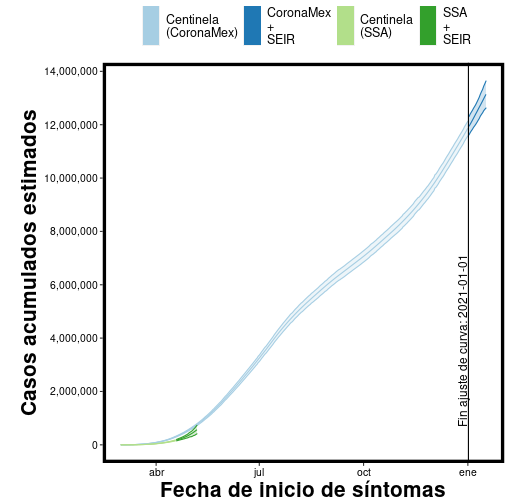 Centinela
(CoronaMex)
CoronaMex
+
SEIR
Centinela
(SSA)
SSA
+
SEIR
Casos acumulados estimados
14,000,000
12,000,000
10,000,000
8,000,000
6,000,000
4,000,000
2,000,000
0
Fin ajuste de curva: 2021-01-01
abr
jul
oct
ene
Fecha de inicio de síntomas